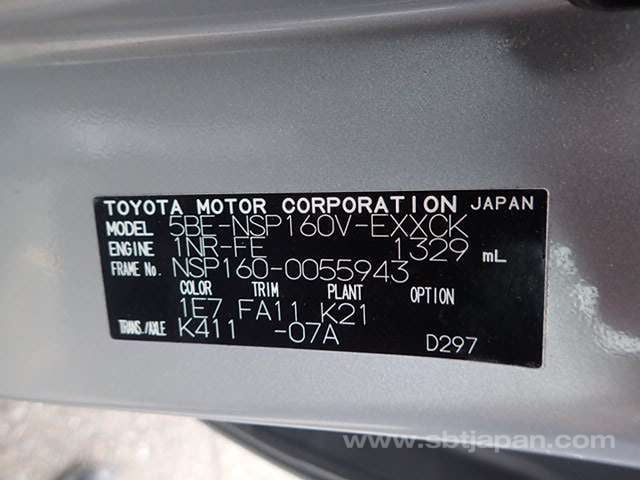 TOYOTA MOTOR CORPORATION JAPAN
MODEL 5BE-NSP160V-EXXCK
ENGINE 1NR-FE 1329 mL
FRAME No. NSP160-0055943
COLOR TRIM PLANT OPTION
1E7 FA11 K21
TRANS./AXLE K411 -07A
D297
www.sbtjapan.com